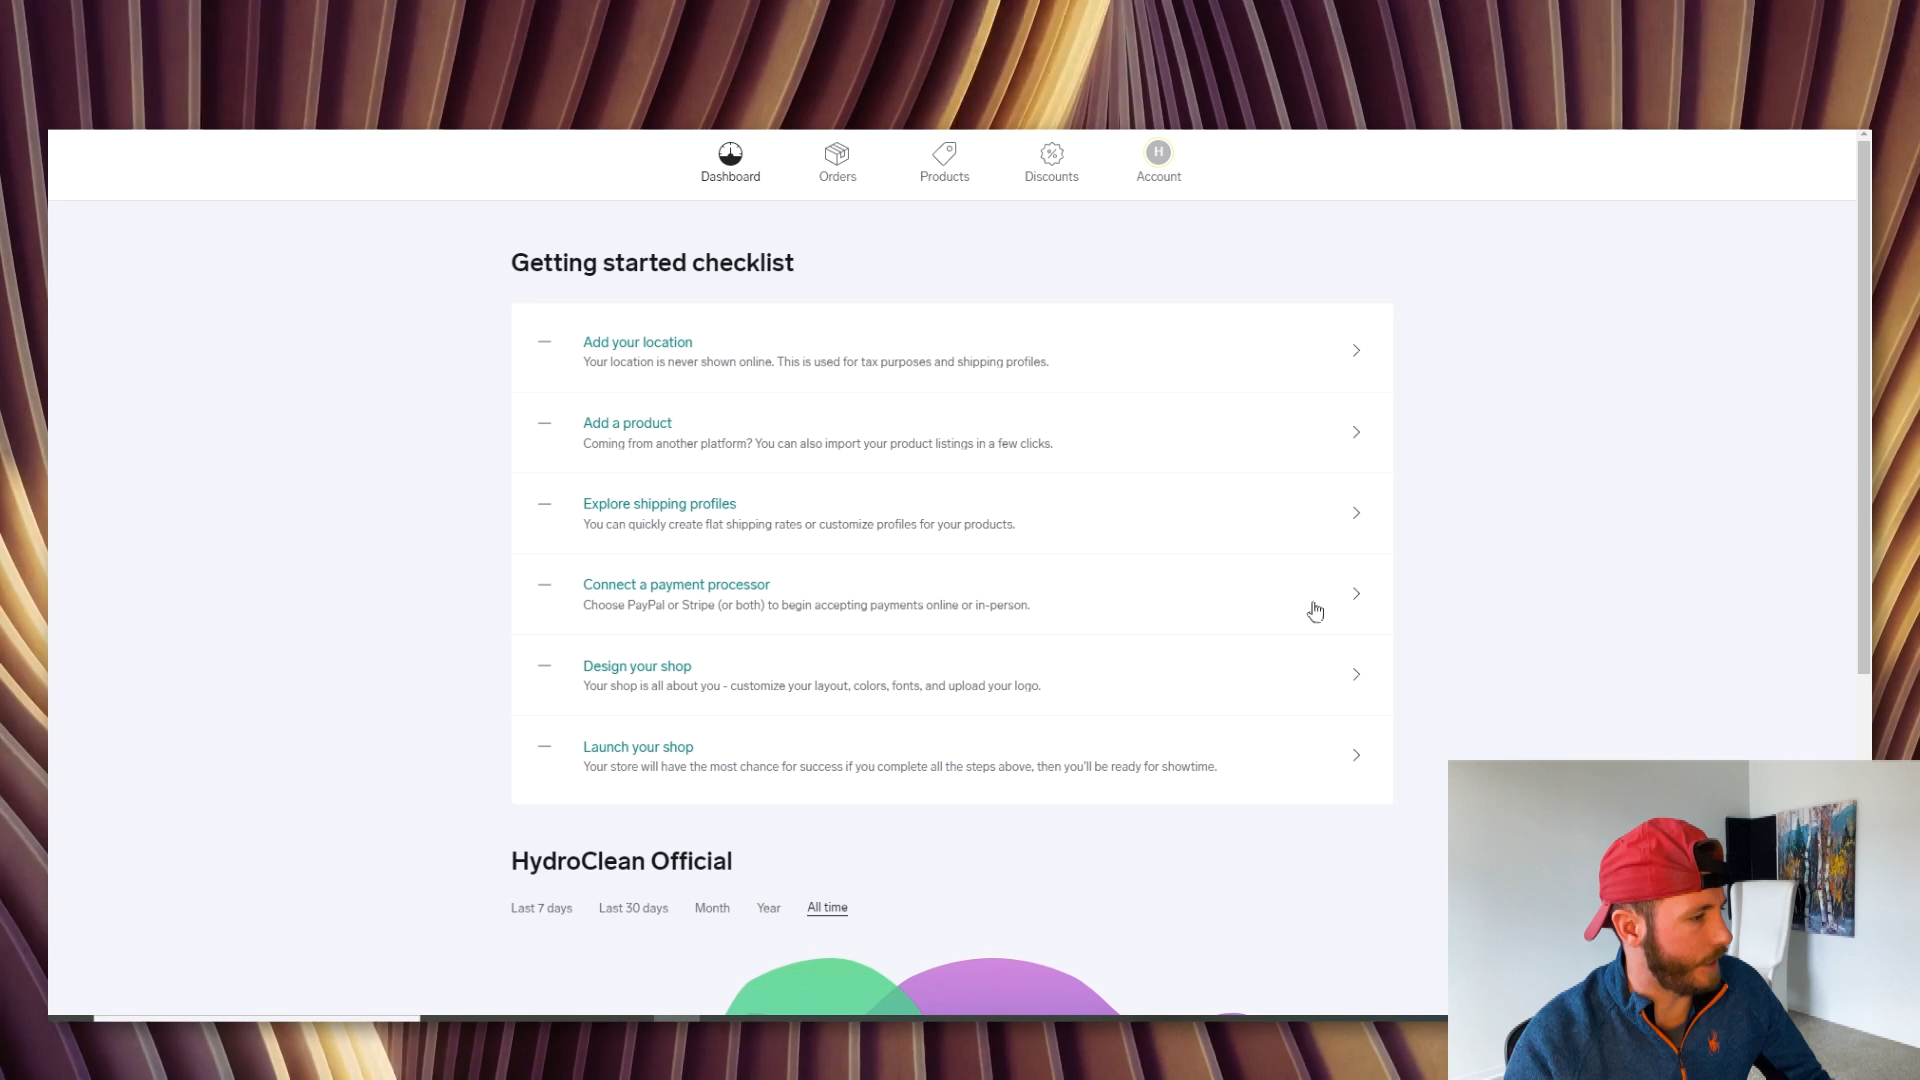 Dashboard
Orders
Products
Discounts
H
Account
Getting started checklist
Add your location
Your location is never shown online. This is used for tax purposes and shipping profiles.
Add a product
Coming from another platform? You can also import your product listings in a few clicks.
Explore shipping profiles
You can quickly create flat shipping rates or customize profiles for your products.
Connect a payment processor
Choose PayPal or Stripe (or both) to begin accepting payments online or in-person.
Design your shop
Your shop is all about you - customize your layout, colors, fonts, and upload your logo.
Launch your shop
Your store will have the most chance for success if you complete all the steps above, then you'll be ready for showtime.
HydroClean Official
Last 7 days
Last 30 days
Month
Year
All time